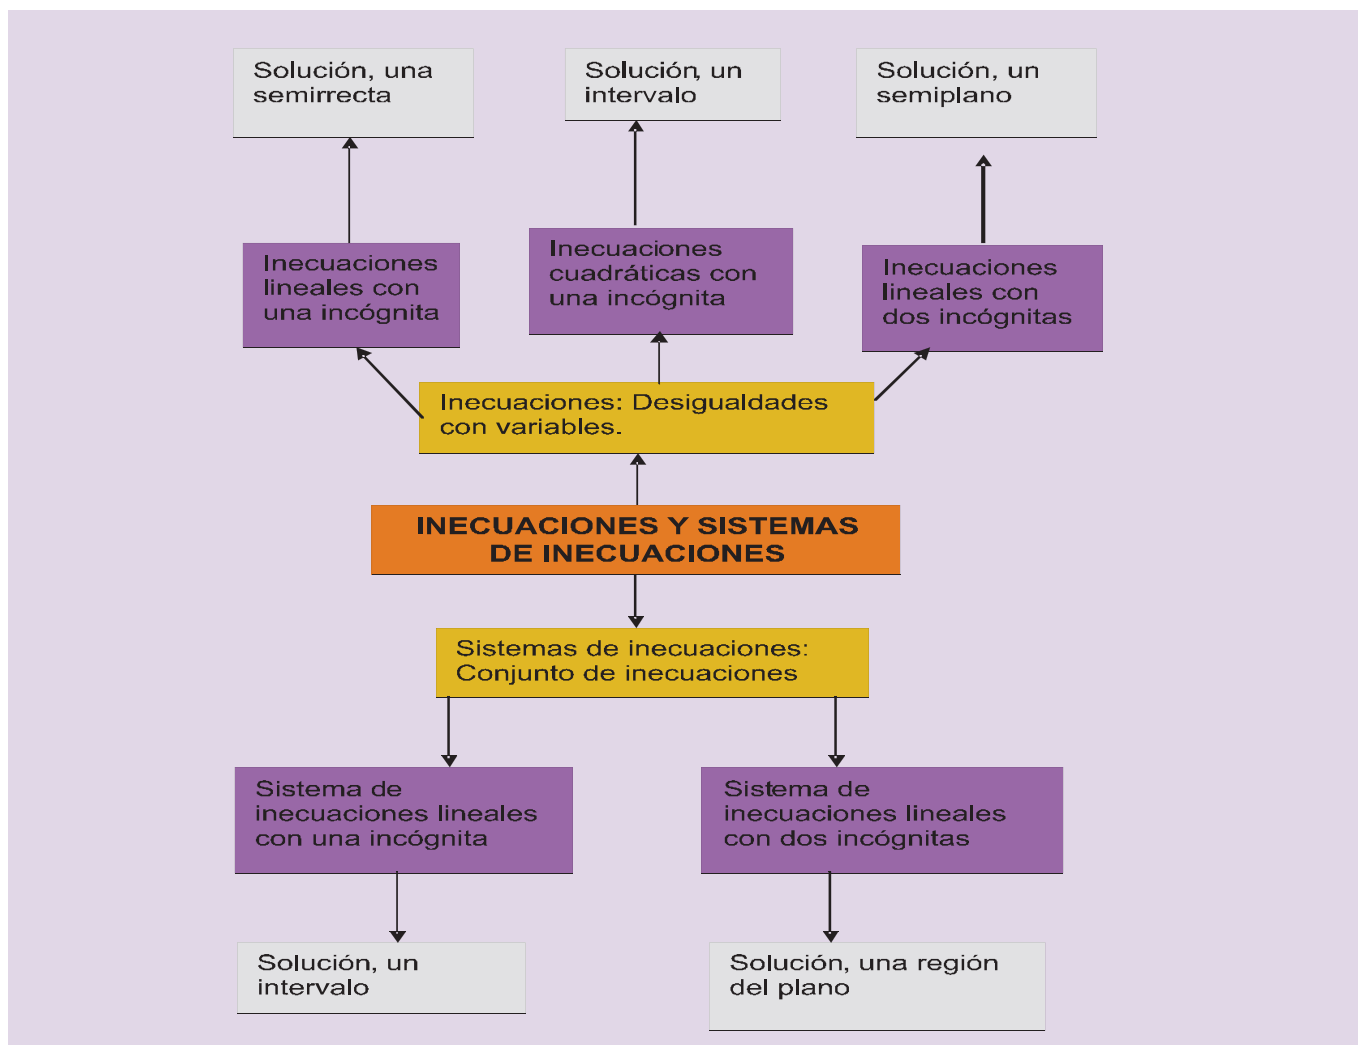 Solución, una
semirrecta
Solución, un
intervalo
Solución, un
semiplano
Inecuaciones
lineales con
una incógnita
Inecuaciones
cuadráticas con
una incógnita
Inecuaciones
lineales con
dos incógnitas
Inecuaciones: Desigualdades
con variables.
INECUACIONES Y SISTEMAS
DE INECUACIONES
Sistemas de inecuaciones:
Conjunto de inecuaciones
Sistema de
inecuaciones lineales
con una incógnita
Sistema de
inecuaciones lineales
con dos incógnitas
Solución, un
intervalo
Solución, una región
del plano